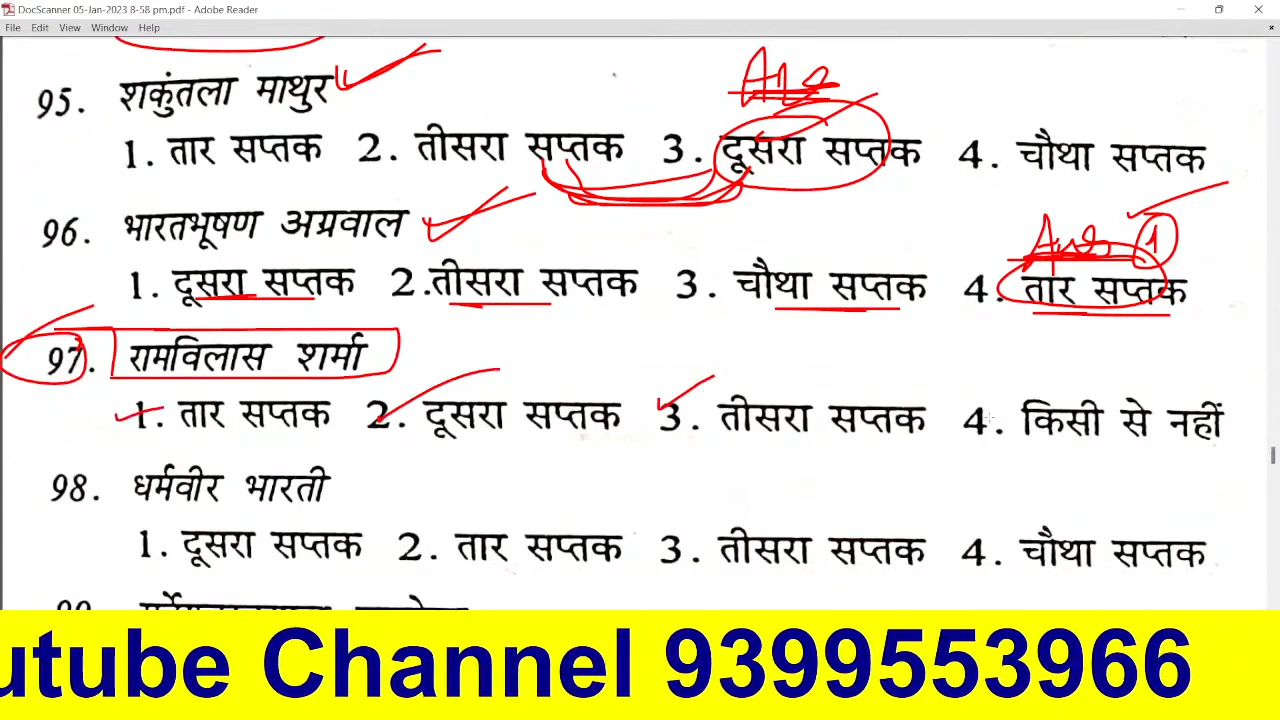 DocScanner 05-Jan-2023 8-58 pm.pdf - Adobe Reader
File Edit View Window Help
95. शकुंतला माथुर
Ans
1. तार सप्तक 2. तीसरा सप्तक 3. दूसरा सप्तक 4. चौथा सप्तक
96. भारतभूषण अग्रवाल
Ans 1
1. दूसरा सप्तक 2.तीसरा सप्तक 3. चौथा सप्तक 4. तार सप्तक
97. रामविलास शर्मा
1. तार सप्तक 2. दूसरा सप्तक 3. तीसरा सप्तक 4. किसी से नहीं
98. धर्मवीर भारती
1. दूसरा सप्तक 2. तार सप्तक 3. तीसरा सप्तक 4. चौथा सप्तक
utube Channel 9399553966